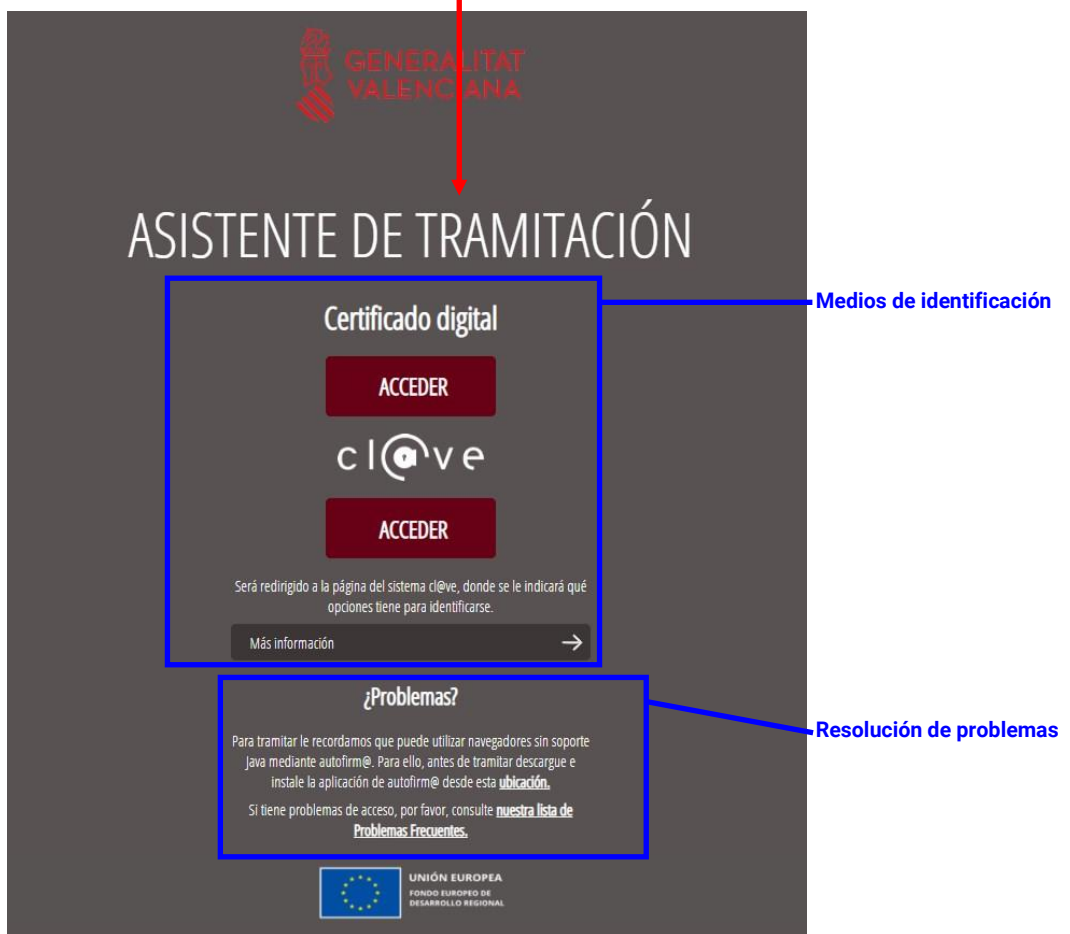 GENERALITAT
VALENCIANA
ASISTENTE DE TRAMITACIÓN
Certificado digital
Medios de identificación
ACCEDER
cl@ve
ACCEDER
Será redirigido a la página del sistema cl@ve, donde se le indicará qué
opciones tiene para identificarse.
Más información
¿Problemas?
Resolución de problemas
Para tramitar le recordamos que puede utilizar navegadores sin soporte
Java mediante autofirm@. Para ello, antes de tramitar descargue e
instale la aplicación de autofirm@ desde esta ubicación.
Si tiene problemas de acceso, por favor, consulte nuestra lista de
Problemas Frecuentes.
UNIÓN EUROPEA
FONDO EUROPEO DE
DESARROLLO REGIONAL